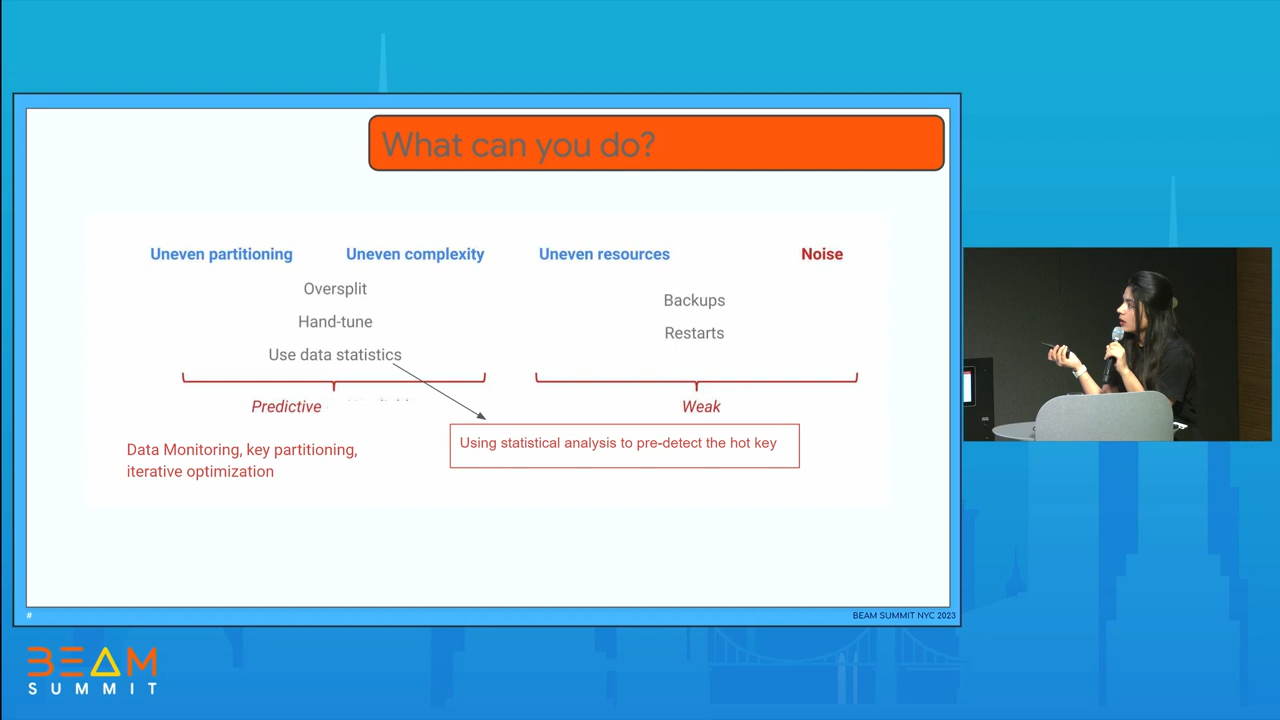 What can you do?
Uneven partitioning
Uneven complexity
Uneven resources
Noise
Oversplit
Hand-tune
Use data statistics
Backups
Restarts
Predictive
Weak
Using statistical analysis to pre-detect the hot key
Data Monitoring, key partitioning,
iterative optimization
#
BEAM SUMMIT NYC 2023
BEAM
SUMMIT